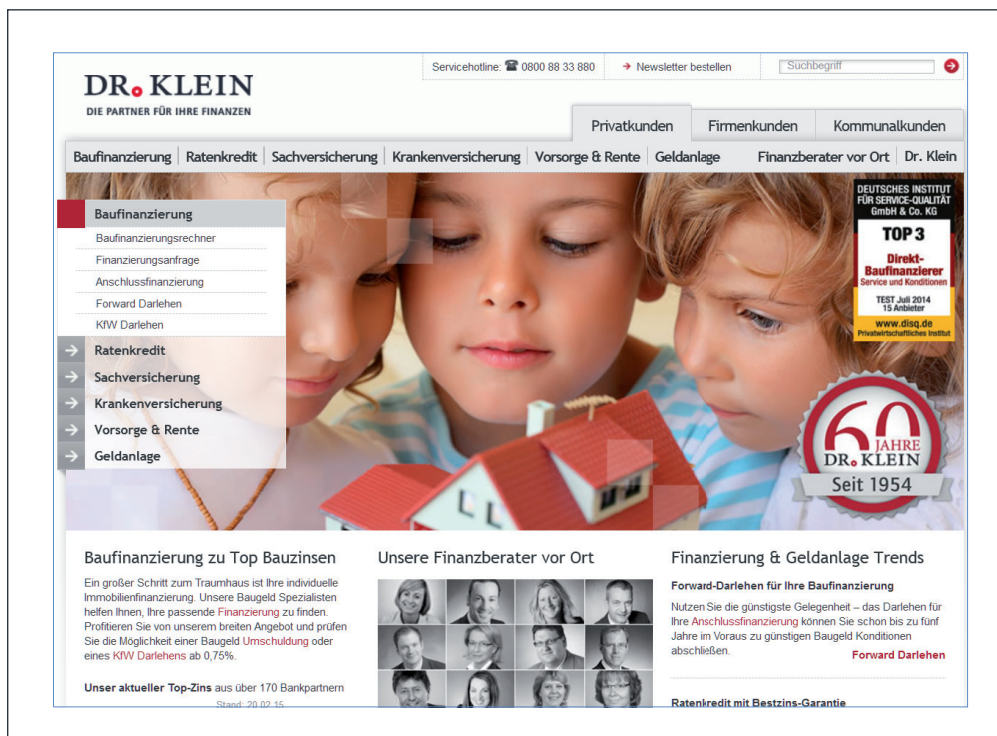 Servicehotline: ☎ 0800 88 33 880
Newsletter bestellen
Suchbegriff
DR. KLEIN
DIE PARTNER FÜR IHRE FINANZEN
Privatkunden
Firmenkunden
Kommunalkunden
Baufinanzierung | Ratenkredit | Sachversicherung | Krankenversicherung | Vorsorge & Rente | Geldanlage
Finanzberater vor Ort | Dr. Klein
Baufinanzierung
Baufinanzierungsrechner
Finanzierungsanfrage
Anschlussfinanzierung
Forward Darlehen
KfW Darlehen
Ratenkredit
Sachversicherung
Krankenversicherung
Vorsorge & Rente
Geldanlage
DEUTSCHES INSTITUT
FÜR SERVICE-QUALITÄT
GmbH & Co. KG
TOP 3
Direkt-
Baufinanzierer
Service und Konditionen
TEST Juli 2014
15 Anbieter
www.disq.de
Privatwirtschaftliches Institut
60
JAHRE
DR. KLEIN
Seit 1954
Baufinanzierung zu Top Bauzinsen
Ein großer Schritt zum Traumhaus ist Ihre individuelle
Immobilienfinanzierung. Unsere Baugeld Spezialisten
helfen Ihnen, Ihre passende Finanzierung zu finden.
Profitieren Sie von unserem breiten Angebot und prüfen
Sie die Möglichkeit einer Baugeld Umschuldung oder
eines KfW Darlehens ab 0,75%.
Unser aktueller Top-Zins aus über 170 Bankpartnern
Stand: 20.02.15
Unsere Finanzberater vor Ort
Finanzierung & Geldanlage Trends
Forward-Darlehen für Ihre Baufinanzierung
Nutzen Sie die günstigste Gelegenheit – das Darlehen für
Ihre Anschlussfinanzierung können Sie schon bis zu fünf
Jahre im Voraus zu günstigen Baugeld Konditionen
abschließen.
Forward Darlehen
Ratenkredit mit Bestzins-Garantie